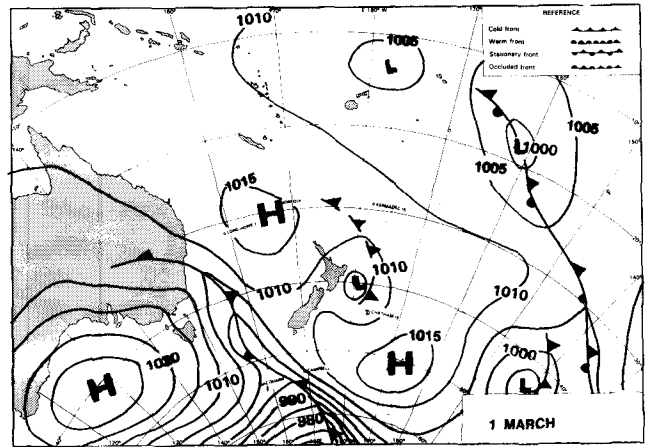 REFERENCE
Cold front
Warm front
Stationary front
Occluded front
1010
180° W
1005
L
1005
L 1000
1005
1015
H
1010
L
1010
1010
1015
H
1020
H
1010
990
980
1000
L
1 MARCH